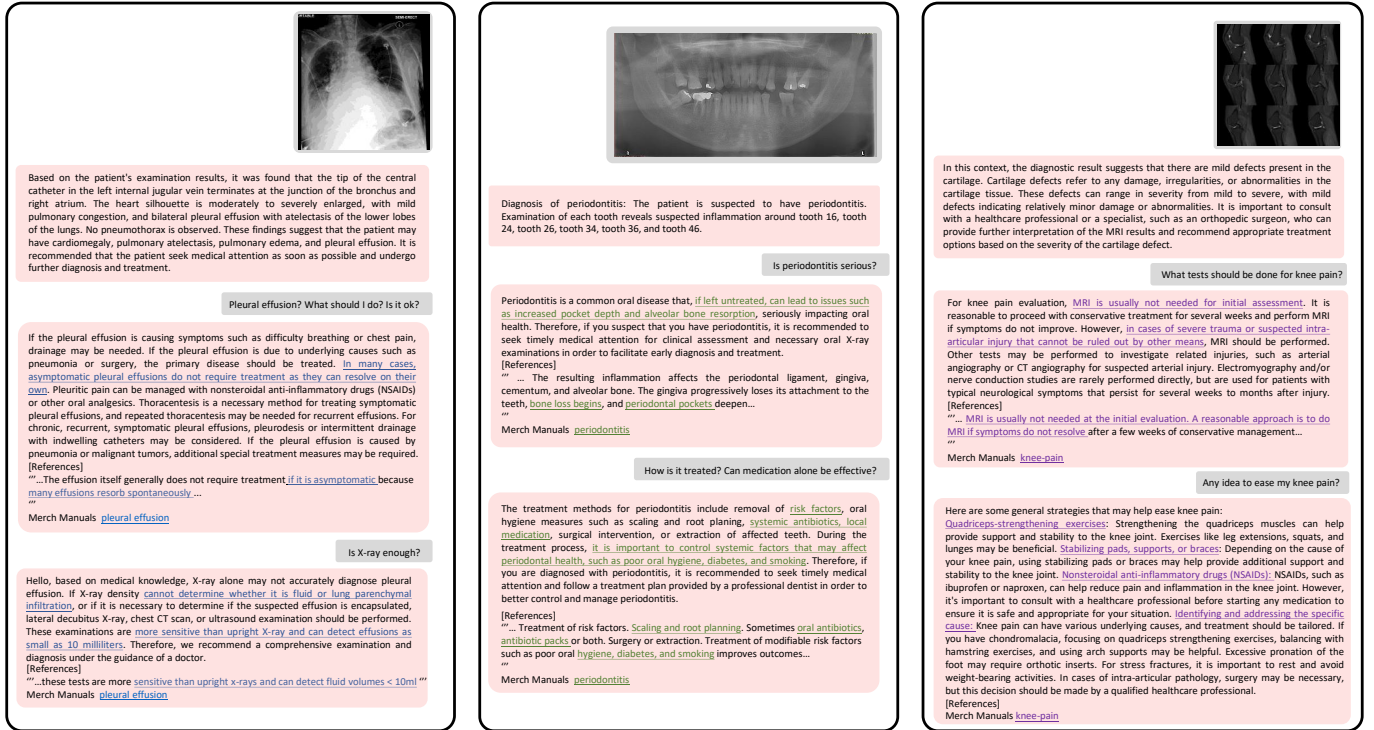 SEMI-ERECT
Based on the patient's examination results, it was found that the tip of the central
catheter in the left internal jugular vein terminates at the junction of the bronchus and
right atrium. The heart silhouette is moderately to severely enlarged, with mild
pulmonary congestion, and bilateral pleural effusion with atelectasis of the lower lobes
of the lungs. No pneumothorax is observed. These findings suggest that the patient may
have cardiomegaly, pulmonary atelectasis, pulmonary edema, and pleural effusion. It is
recommended that the patient seek medical attention as soon as possible and undergo
further diagnosis and treatment.
Pleural effusion? What should I do? Is it ok?
If the pleural effusion is causing symptoms such as difficulty breathing or chest pain,
drainage may be needed. If the pleural effusion is due to underlying causes such as
pneumonia or surgery, the primary disease should be treated. In many cases,
asymptomatic pleural effusions do not require treatment as they can resolve on their
own. Pleuritic pain can be managed with nonsteroidal anti-inflammatory drugs (NSAIDs)
or other oral analgesics. Thoracentesis is a necessary method for treating symptomatic
pleural effusions, and repeated thoracentesis may be needed for recurrent effusions. For
chronic, recurrent, symptomatic pleural effusions, pleurodesis or intermittent drainage
with indwelling catheters may be considered. If the pleural effusion is caused by
pneumonia or malignant tumors, additional special treatment measures may be required.
[References]
‘’’’...The effusion itself generally does not require treatment if it is asymptomatic because
many effusions resorb spontaneously ...
‘’’’
Merch Manuals pleural effusion
Is X-ray enough?
Hello, based on medical knowledge, X-ray alone may not accurately diagnose pleural
effusion. If X-ray density cannot determine whether it is fluid or lung parenchymal
infiltration, or if it is necessary to determine if the suspected effusion is encapsulated,
lateral decubitus X-ray, chest CT scan, or ultrasound examination should be performed.
These examinations are more sensitive than upright X-ray and can detect effusions as
small as 10 milliliters. Therefore, we recommend a comprehensive examination and
diagnosis under the guidance of a doctor.
[References]
‘’’’...these tests are more sensitive than upright x-rays and can detect fluid volumes < 10ml ‘’’’
Merch Manuals pleural effusion
Diagnosis of periodontitis: The patient is suspected to have periodontitis.
Examination of each tooth reveals suspected inflammation around tooth 16, tooth
24, tooth 26, tooth 34, tooth 36, and tooth 46.
Is periodontitis serious?
Periodontitis is a common oral disease that, if left untreated, can lead to issues such
as increased pocket depth and alveolar bone resorption, seriously impacting oral
health. Therefore, if you suspect that you have periodontitis, it is recommended to
seek timely medical attention for clinical assessment and necessary oral X-ray
examinations in order to facilitate early diagnosis and treatment.
[References]
‘’’’ ... The resulting inflammation affects the periodontal ligament, gingiva,
cementum, and alveolar bone. The gingiva progressively loses its attachment to the
teeth, bone loss begins, and periodontal pockets deepen...
‘’’’
Merch Manuals periodontitis
How is it treated? Can medication alone be effective?
The treatment methods for periodontitis include removal of risk factors, oral
hygiene measures such as scaling and root planing, systemic antibiotics, local
medication, surgical intervention, or extraction of affected teeth. During the
treatment process, it is important to control systemic factors that may affect
periodontal health, such as poor oral hygiene, diabetes, and smoking. Therefore, if
you are diagnosed with periodontitis, it is recommended to seek timely medical
attention and follow a treatment plan provided by a professional dentist in order to
better control and manage periodontitis.
[References]
‘’’’... Treatment of risk factors. Scaling and root planing. Sometimes oral antibiotics,
antibiotic packs or both. Surgery or extraction. Treatment of modifiable risk factors
such as poor oral hygiene, diabetes, and smoking improves outcomes...
‘’’’
Merch Manuals periodontitis
In this context, the diagnostic result suggests that there are mild defects present in the
cartilage. Cartilage defects refer to any damage, irregularities, or abnormalities in the
cartilage tissue. These defects can range in severity from mild to severe, with mild
defects indicating relatively minor damage or abnormalities. It is important to consult
with a healthcare professional or a specialist, such as an orthopedic surgeon, who can
provide further interpretation of the MRI results and recommend appropriate treatment
options based on the severity of the cartilage defect.
What tests should be done for knee pain?
For knee pain evaluation, MRI is usually not needed for initial assessment. It is
reasonable to proceed with conservative treatment for several weeks and perform MRI
if symptoms do not improve. However, in cases of severe trauma or suspected intra-
articular injury that cannot be ruled out by other means, MRI should be performed.
Other tests may be performed to investigate related injuries, such as arterial
angiography or CT angiography for suspected arterial injury. Electromyography and/or
nerve conduction studies are rarely performed directly, but are used for patients with
typical neurological symptoms that persist for several weeks to months after injury.
[References]
‘’’’... MRI is usually not needed at the initial evaluation. A reasonable approach is to do
MRI if symptoms do not resolve after a few weeks of conservative management...
‘’’’
Merch Manuals knee-pain
Any idea to ease my knee pain?
Here are some general strategies that may help ease knee pain:
Quadriceps-strengthening exercises: Strengthening the quadriceps muscles can help
provide support and stability to the knee joint. Exercises like leg extensions, squats, and
lunges may be beneficial. Stabilizing pads, supports, or braces: Depending on the cause of
your knee pain, using stabilizing pads or braces may help provide additional support and
stability to the knee joint. Nonsteroidal anti-inflammatory drugs (NSAIDs): NSAIDs, such as
ibuprofen or naproxen, can help reduce pain and inflammation in the knee joint. However,
it's important to consult with a healthcare professional before starting any medication to
ensure it is safe and appropriate for your situation. Identifying and addressing the specific
cause: Knee pain can have various underlying causes, and treatment should be tailored. If
you have chondromalacia, focusing on quadriceps strengthening exercises, balancing with
hamstring exercises, and using arch supports may be helpful. Excessive pronation of the
foot may require orthotic inserts. For stress fractures, it is important to rest and avoid
weight-bearing activities. In cases of intra-articular pathology, surgery may be necessary,
but this decision should be made by a qualified healthcare professional.
[References]
Merch Manuals knee-pain